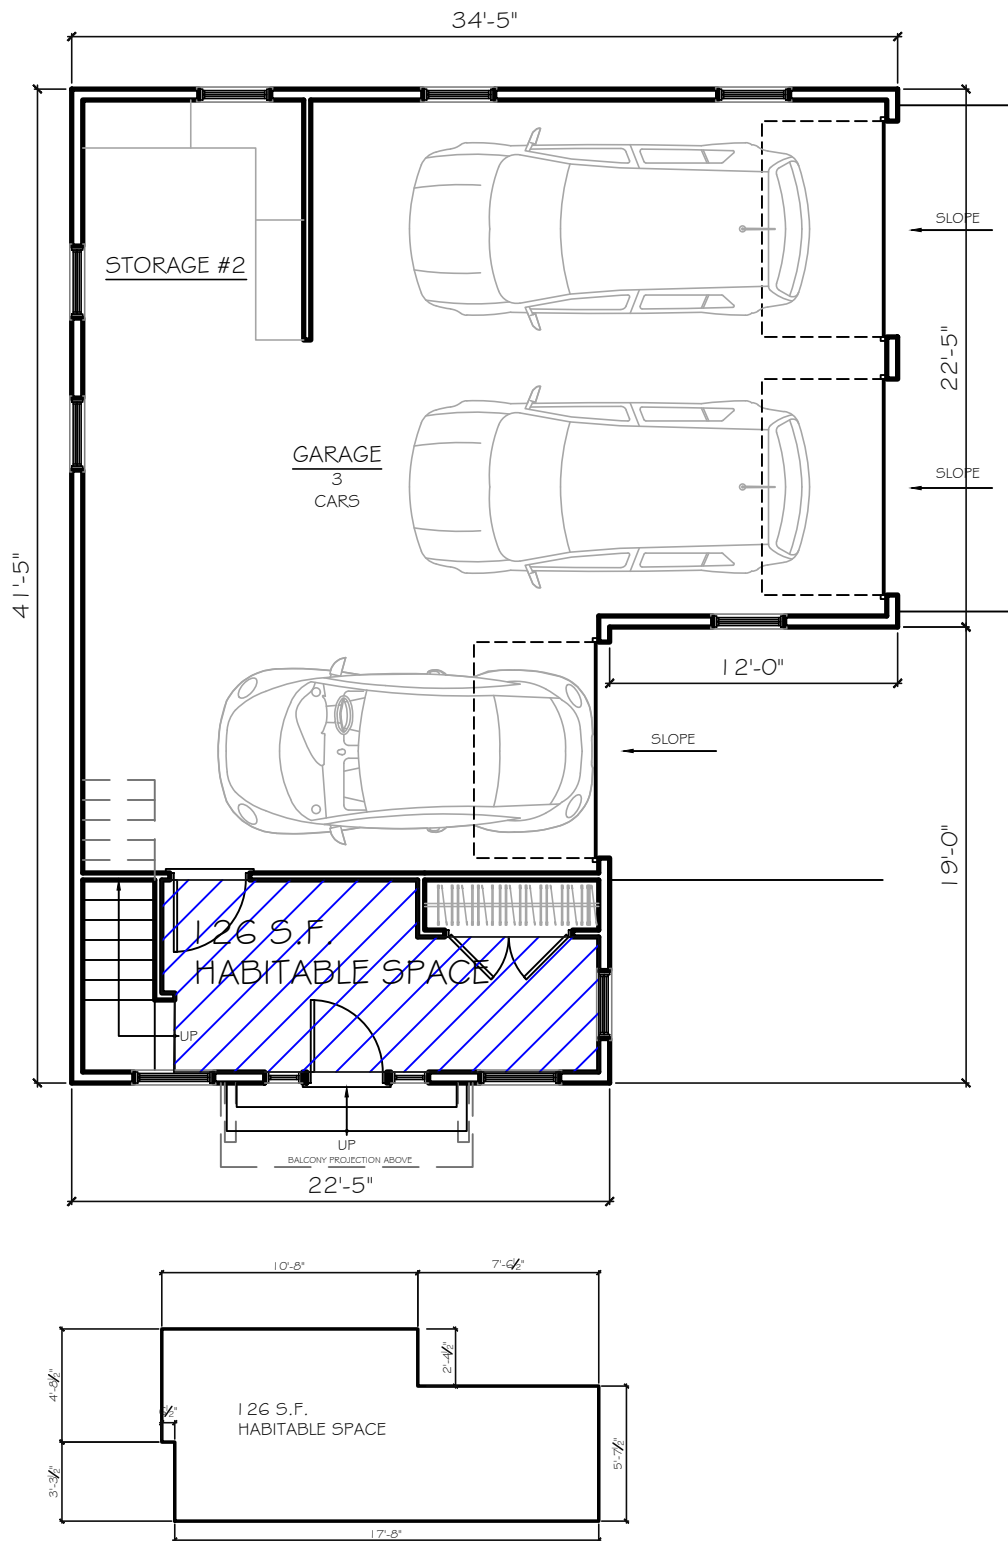 34'-5"
SLOPE
STORAGE #2
22'-5"
GARAGE
3
CARS
SLOPE
41'-5"
12'-0"
SLOPE
19'-0"
126 S.F.
HABITABLE SPACE
UP
UP
BALCONY PROJECTION ABOVE
22'-5"
10'-8"
7'-6½"
2'-4½"
4'-8½"
126 S.F.
HABITABLE SPACE
5'-7½"
3'-3½"
17'-8"